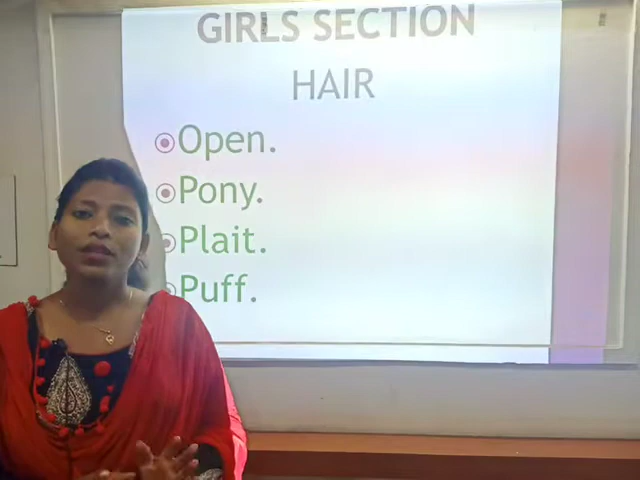 GIRLS SECTION
HAIR
Open.
Pony.
Plait.
Puff.